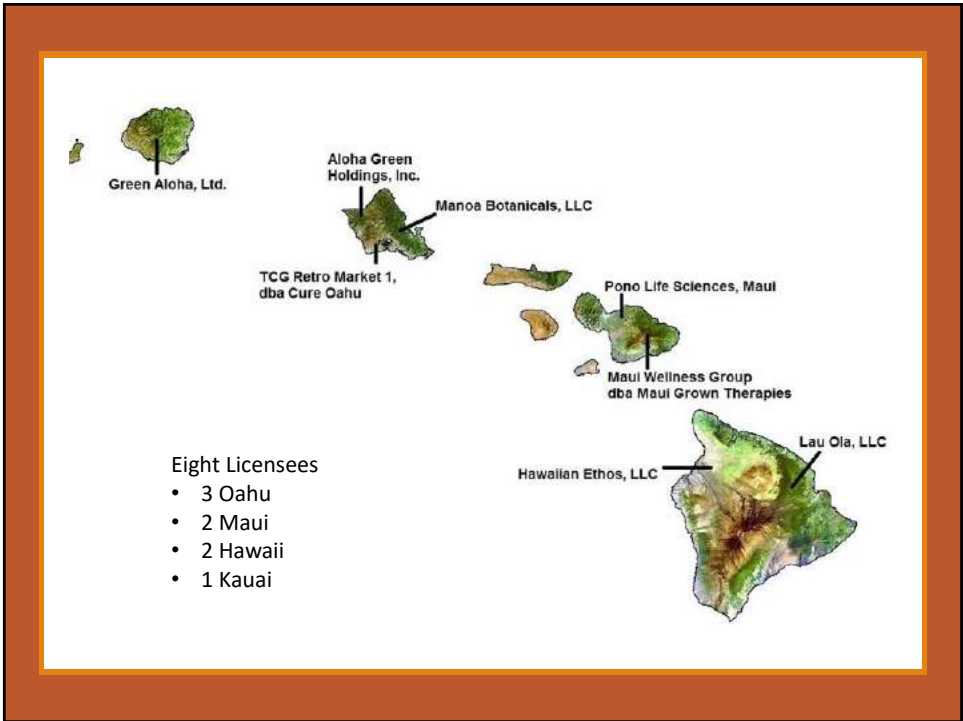 Green Aloha, Ltd.
Aloha Green
Holdings, Inc.
Manoa Botanicals, LLC
TCG Retro Market 1,
dba Cure Oahu
Pono Life Sciences, Maui
Maui Wellness Group
dba Maui Grown Therapies
Lau Ola, LLC
Hawaiian Ethos, LLC
Eight Licensees
• 3 Oahu
• 2 Maui
• 2 Hawaii
• 1 Kauai